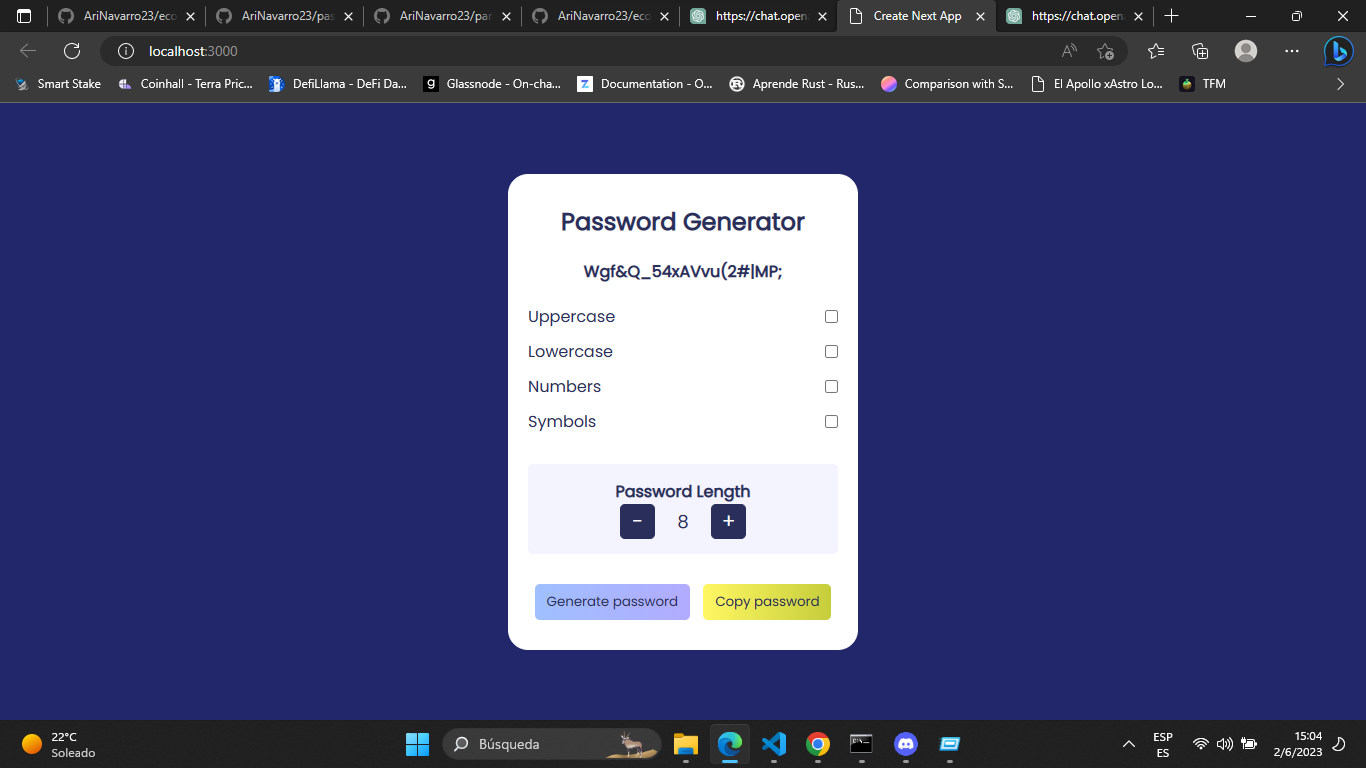 AriNavarro23/eco
AriNavarro23/pas
AriNavarro23/par
AriNavarro23/eco
https://chat.open
Create Next App
https://chat.open
localhost:3000
Smart Stake
Coinhall - Terra Pric...
DefiLlama - DeFi Da...
Glassnode - On-cha...
Documentation - O...
Aprende Rust - Rus...
Comparison with S...
El Apollo xAstro Lo...
TFM
Password Generator
Wgf&Q_54xAVvu(2#|MP;
Uppercase
Lowercase
Numbers
Symbols
Password Length
- 8 +
Generate password
Copy password
22°C
Soleado
Búsqueda
ESP
ES
15:04
2/6/2023